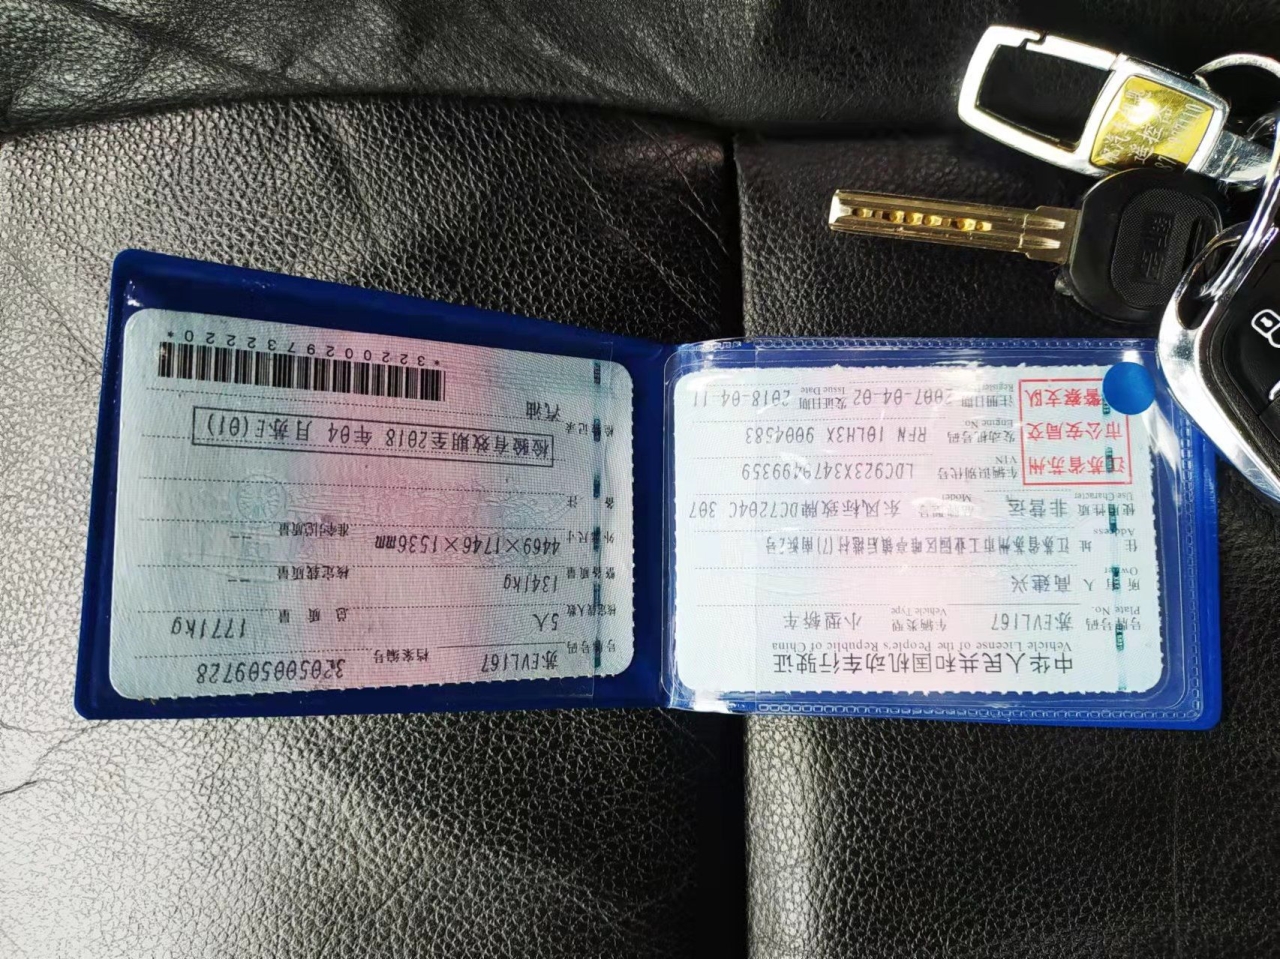 中华人民共和国机动车行驶证
Vehicle License of the People's Republic of China
号牌号码 苏EVL167 车辆类型 小型轿车
Plate No. Vehicle Type
所有人 高建兴
Owner
住 址 江苏省苏州市工业园区唯亭镇后戴村(7)南长2号
Address
使用性质 非营运 品牌型号 东风标致牌DC7204C 307
Use Character Model
江苏省苏州
市公安局交
警察支队
车辆识别代号 LDC923X3479499359
VIN
发动机号码 RFN 10LH3X 9004583
Engine No.
注册日期 2007-04-02 发证日期 2018-04-11
Register Issue Date
号牌号码 苏EVL167 档案编号 320500509728
核定载人数 5人 总 质 量 1771kg
整备质量 1341kg 核定载质量 --
外廓尺寸 4469×1746×1536mm 准牵引总质量 --
备 注
检验有效期至2018 年04 月苏E(01)
检验记录 汽油
*3220029732220*